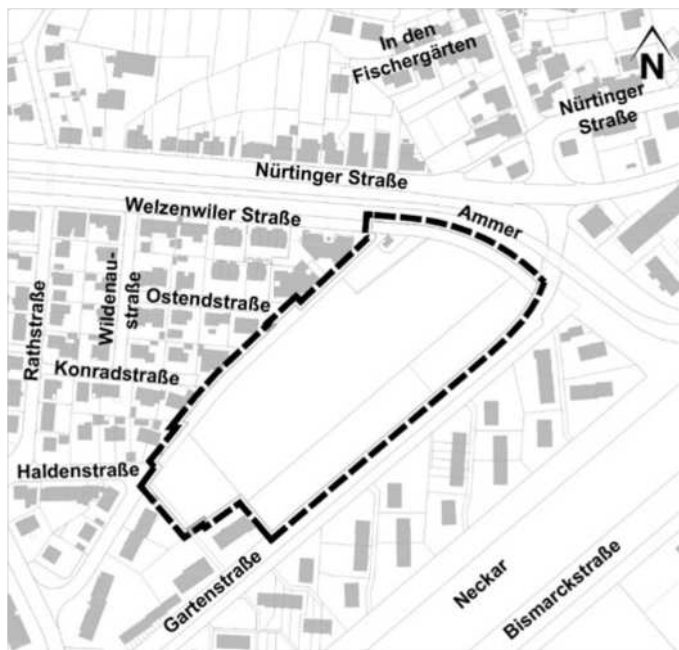 In den
Fischergärten
N
Nürtinger
Straße
Nürtinger Straße
Welzenwiler Straße
Ammer
Rathstraße
Wildenau-
straße
Ostendstraße
Konradstraße
Haldenstraße
Gartenstraße
Neckar
Bismarckstraße